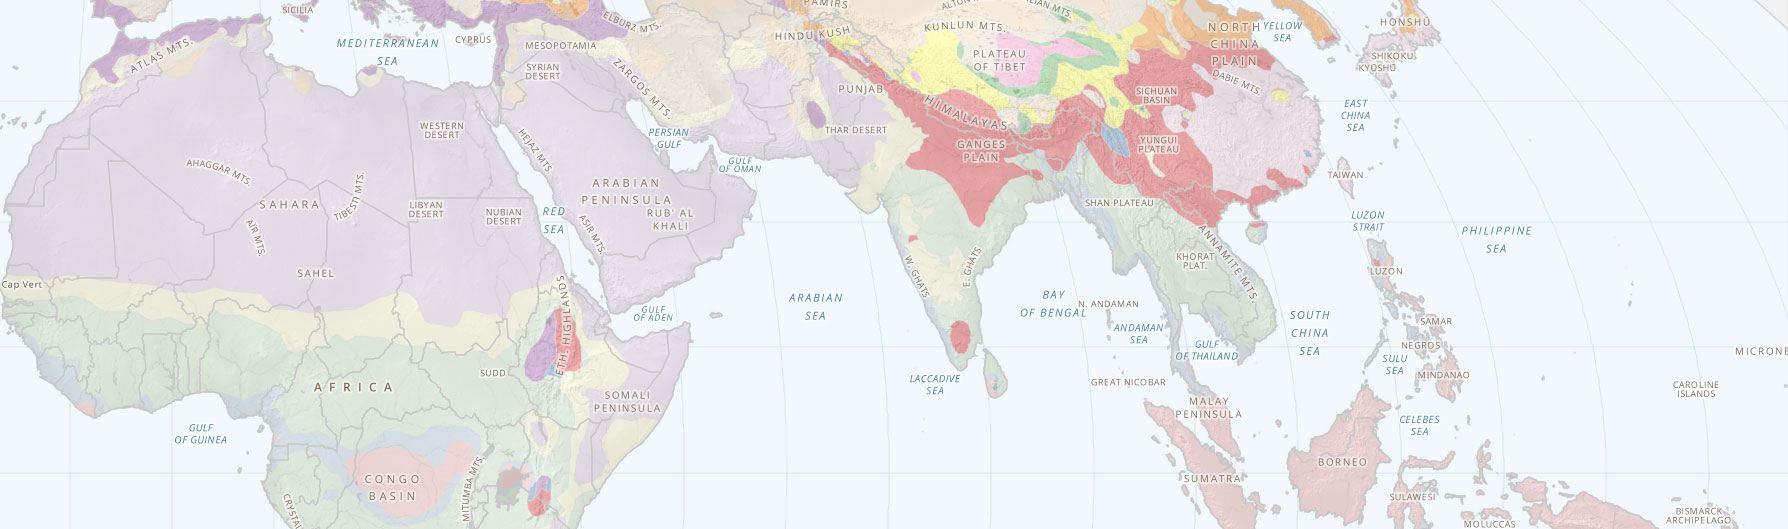 SICILIA
PAMIRS
ELBURZ MTS.
ATLAS MTS.
MEDITERRANEAN
SEA
CYPRUS
MESOPOTAMIA
HINDU KUSH
KUNLUN MTS.
NORTH
CHINA
PLAIN
YELLOW
SEA
HONSHŪ
SHIKOKU
KYŪSHŪ
SYRIAN
DESERT
ZARGOS MTS.
PUNJAB
PLATEAU
OF TIBET
HIMALAYAS
SICHUAN
BASIN
DABIE MTS.
EAST
CHINA
SEA
WESTERN
DESERT
HEJAZ MTS.
PERSIAN
GULF
THAR DESERT
GANGES
PLAIN
YUNGUI
PLATEAU
AHAGGAR MTS.
GULF
OF OMAN
TAIWAN
ARABIAN
PENINSULA
SAHARA
TIBESTI MTS.
LIBYAN
DESERT
NUBIAN
DESERT
RED
SEA
RUB' AL
KHALI
SHAN PLATEAU
AIR MTS.
ASIR MTS.
LUZON
STRAIT
PHILIPPINE
SEA
SAHEL
Cap Vert
W. GHATS
E. GHATS
KHORAT
PLAT.
ANNAMITE MTS.
LUZON
ETH. HIGHLANDS
GULF
OF ADEN
ARABIAN
SEA
BAY
OF BENGAL
N. ANDAMAN
ANDAMAN
SEA
SOUTH
CHINA
SEA
SAMAR
NEGROS
GULF
OF THAILAND
SULU
SEA
MINDANAO
MICRONE
AFRICA
SUDD
SOMALI
PENINSULA
LACCADIVE
SEA
GREAT NICOBAR
MALAY
PENINSULA
CAROLINE
ISLANDS
GULF
OF GUINEA
CELEBES
SEA
CONGO
BASIN
MITUMBA MTS.
BORNEO
SUMATRA
SULAWESI
CRYSTAL
MOLUCCAS
BISMARCK
ARCHIPELAGO